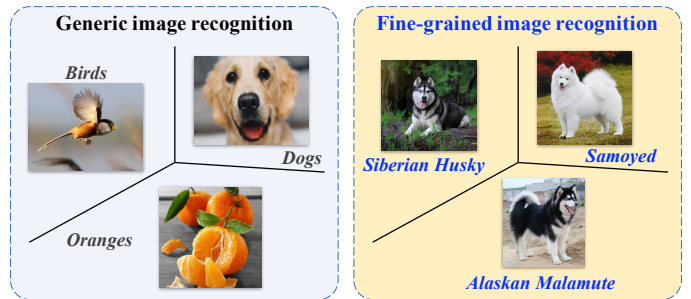 Generic image recognition
Birds
Dogs
Oranges
Fine-grained image recognition
Siberian Husky
Samoyed
Alaskan Malamute